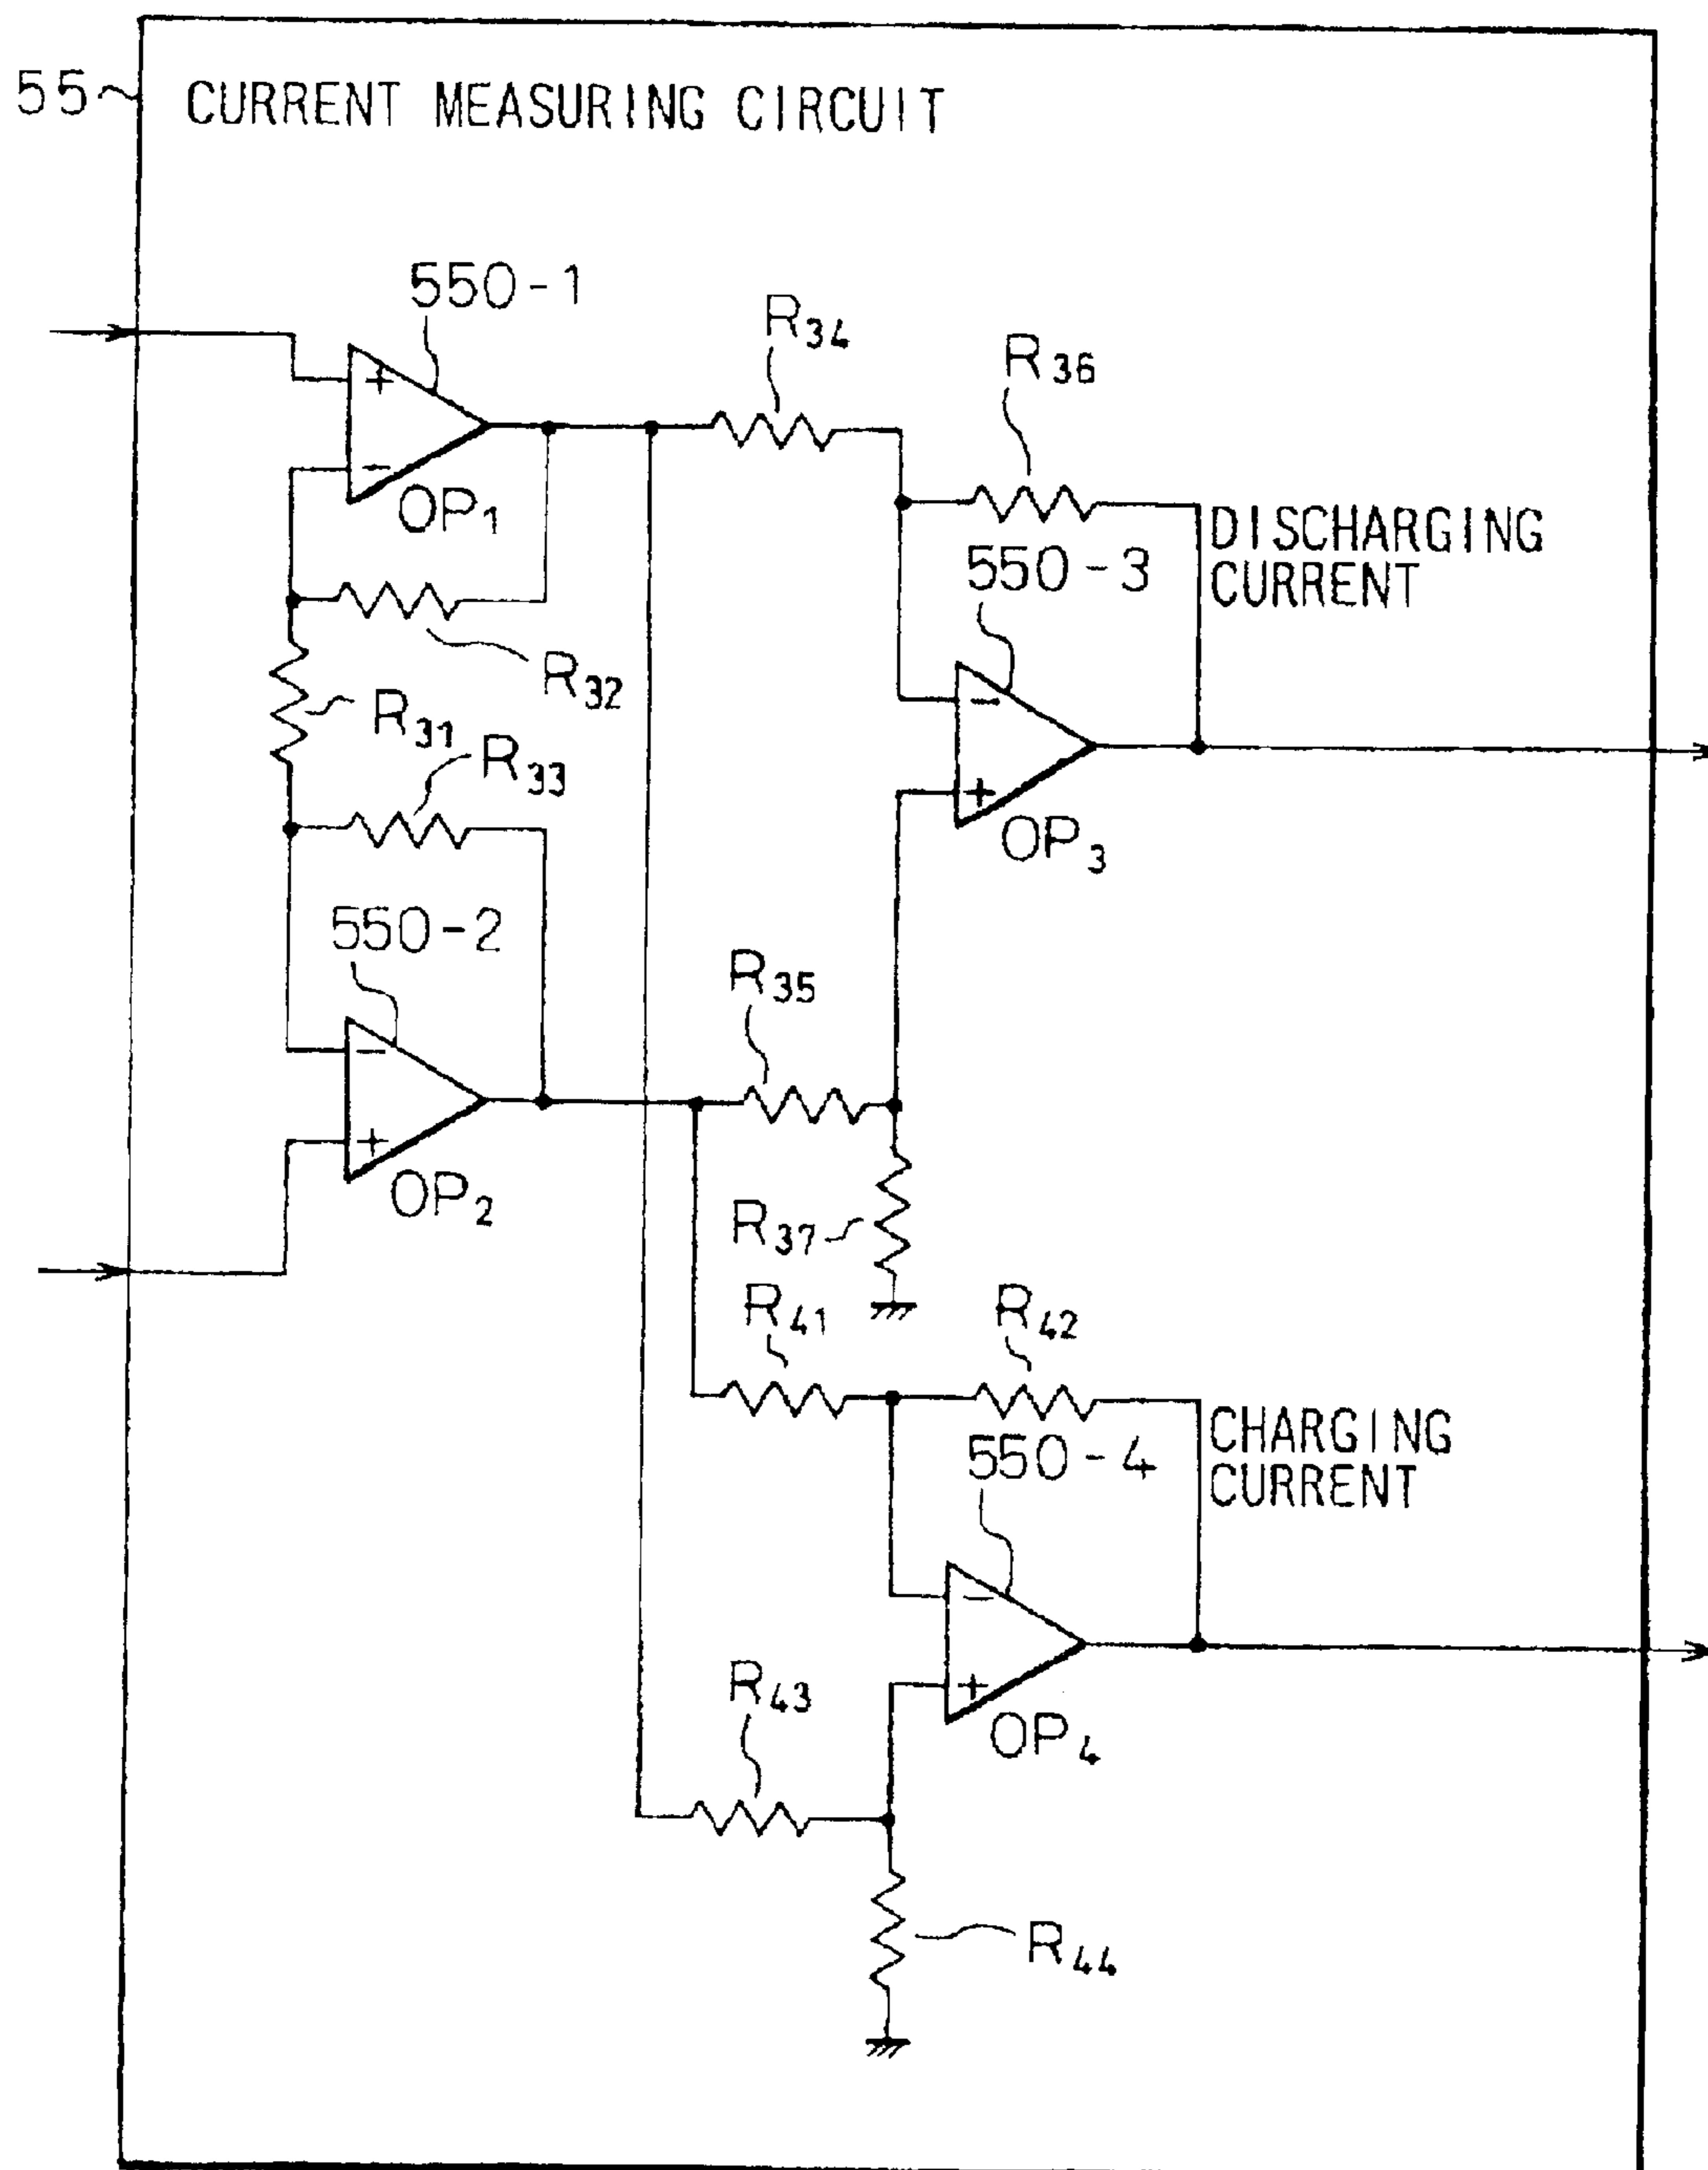 55 CURRENT MEASURING CIRCUIT
550-1
R34
R36
+
-
OP1
DISCHARGING
CURRENT
550-3
R32
R31
R33
-
+
OP3
550-2
R35
-
+
OP2
R37
R41
R42
CHARGING
CURRENT
550-4
-
+
OP4
R43
R44